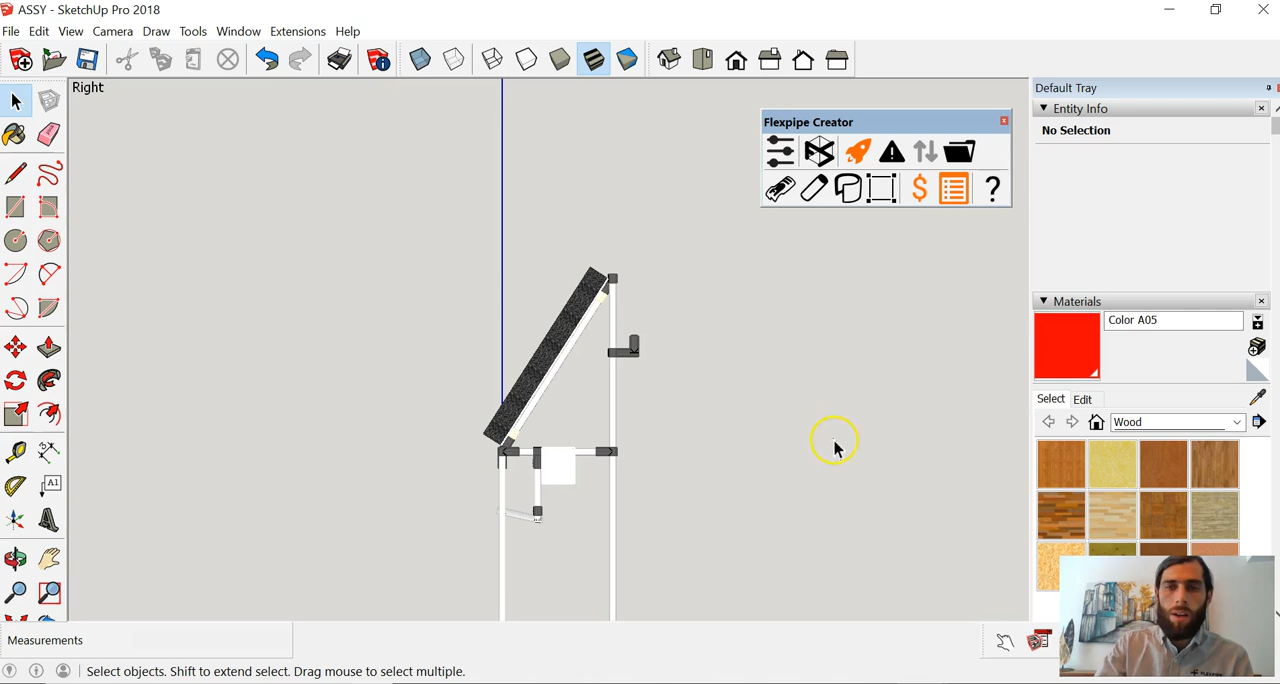 ASSY - SketchUp Pro 2018
File Edit View Camera Draw Tools Window Extensions Help
Right
Default Tray
Entity Info
No Selection
Flexpipe Creator
$
?
Materials
Color A05
Select Edit
Wood
A1
Measurements
Select objects. Shift to extend select. Drag mouse to select multiple.